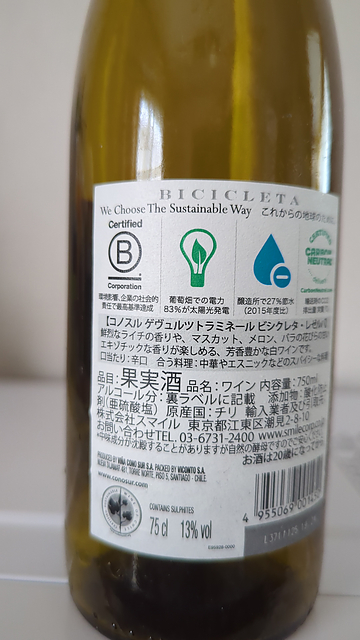 BICICLETA
We Choose The Sustainable Way これからの地球のために
Certified
B
Corporation
環境影響、企業の社会的
責任で最高基準達成
葡萄畑での電力
83%が太陽光発電
醸造所で27%節水
(2015年度比)
CARBON
NEUTRAL
【コノスル ゲヴュルツトラミネール ビシクレタ・レゼルバ】
鮮烈なライチの香りや、マスカット、メロン、バラの花びらの
エキゾチックな香りが楽しめる、芳香豊かな白ワインです。
口当たり:辛口 合う料理:中華やエスニックなどのスパイシーな
品目:果実酒 品名:ワイン 内容量:750ml
アルコール分:裏ラベルに記載 添加物:酸化防止
剤(亜硫酸塩) 原産国:チリ 輸入業者及び引取先:
株式会社スマイル 東京都江東区潮見2-8-10
お問い合わせTEL. 03-6731-2400 www.smilecorp.co.jp
お酒は20歳になってから
PRODUCED BY VIÑA CONO SUR S.A. PACKED BY VICONTO S.A.
NUEVA TAJAMAR 481, TORRE NORTE, PISO 5, SANTIAGO - CHILE.
www.conosur.com
CONTAINS SULPHITES
75 cl 13% vol
4 955069